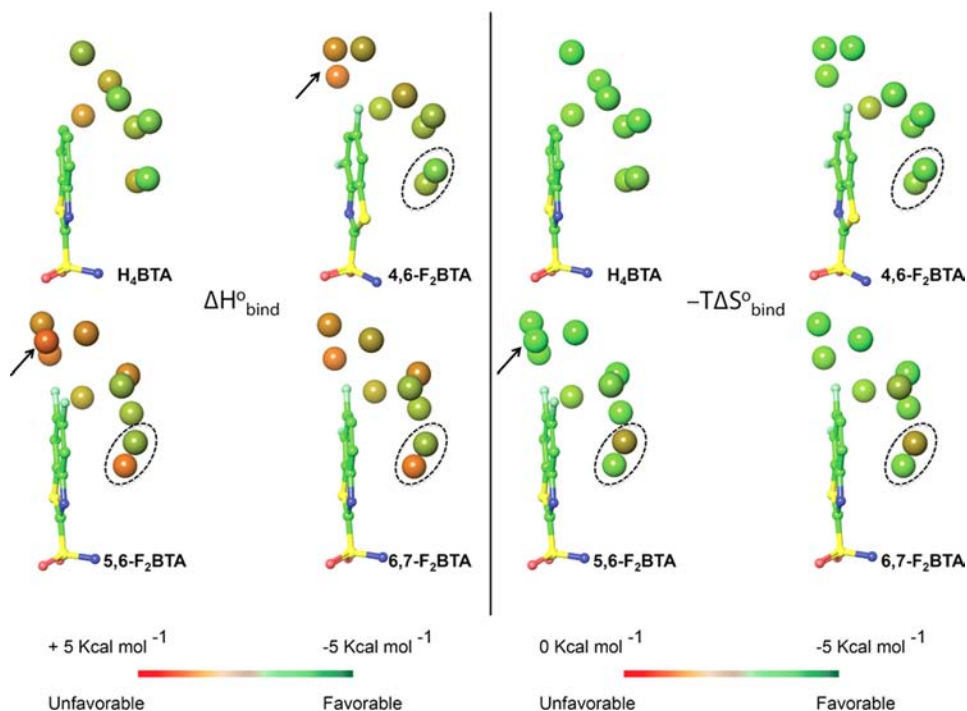 H₄BTA
4,6-F₂BTA
H₄BTA
4,6-F₂BTA
ΔHº bind
–TΔSº bind
5,6-F₂BTA
6,7-F₂BTA
5,6-F₂BTA
6,7-F₂BTA
+ 5 Kcal mol ⁻¹
-5 Kcal mol ⁻¹
0 Kcal mol ⁻¹
-5 Kcal mol ⁻¹
Unfavorable
Favorable
Unfavorable
Favorable